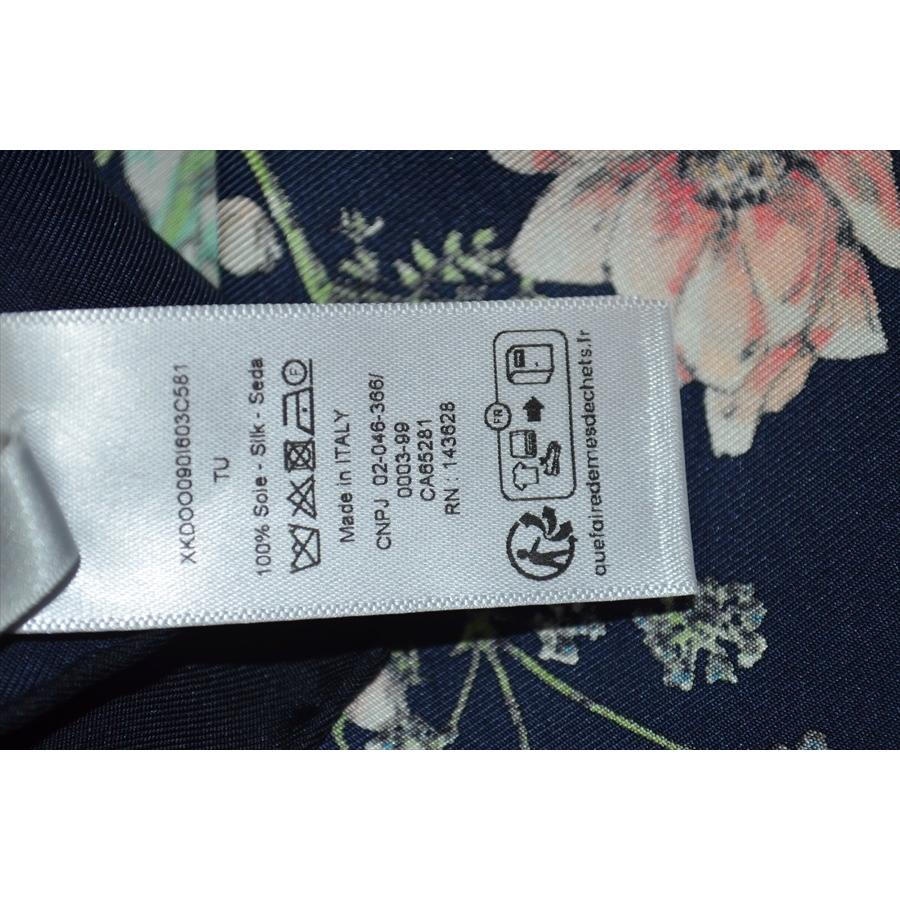 XKDOO090I603C581
TU
100% Soie - Silk - Seda
F
Made in ITALY
CNPJ 02-046-366/
0003-99
CA65281
RN : 143628
FR
quefairedemesdechets.fr